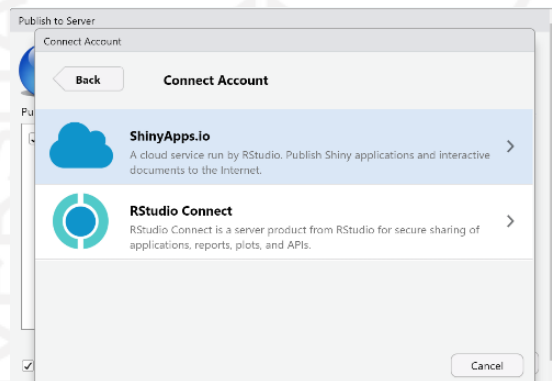 Publish to Server
Connect Account
Back
Connect Account
Pu
ShinyApps.io
A cloud service run by RStudio. Publish Shiny applications and interactive
documents to the Internet.
RStudio Connect
RStudio Connect is a server product from RStudio for secure sharing of
applications, reports, plots, and APIs.
Cancel